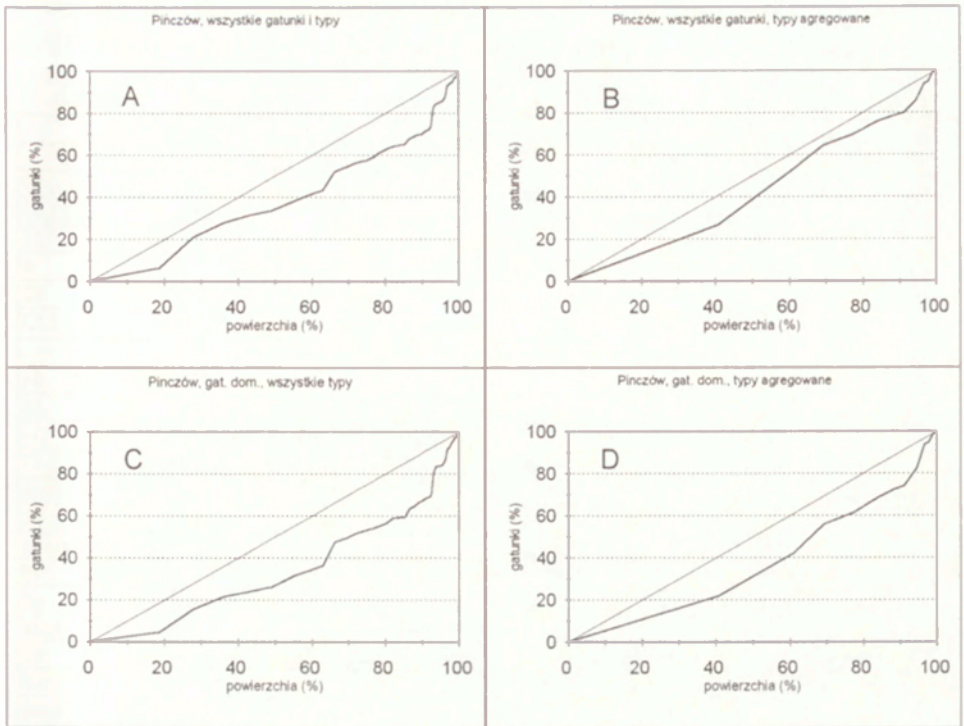 Pinczów, wszystkie gatunki i typy
A
gatunki (%)
100
80
60
40
20
0
0 20 40 60 80 100
powierzchia (%)
Pinczów, wszystkie gatunki, typy agregowane
B
gatunki (%)
100
80
60
40
20
0
0 20 40 60 80 100
powierzchia (%)
Pinczów, gat. dom., wszystkie typy
C
gatunki (%)
100
80
60
40
20
0
0 20 40 60 80 100
powierzchia (%)
Pinczów, gat. dom., typy agregowane
D
gatunki (%)
100
80
60
40
20
0
0 20 40 60 80 100
powierzchia (%)